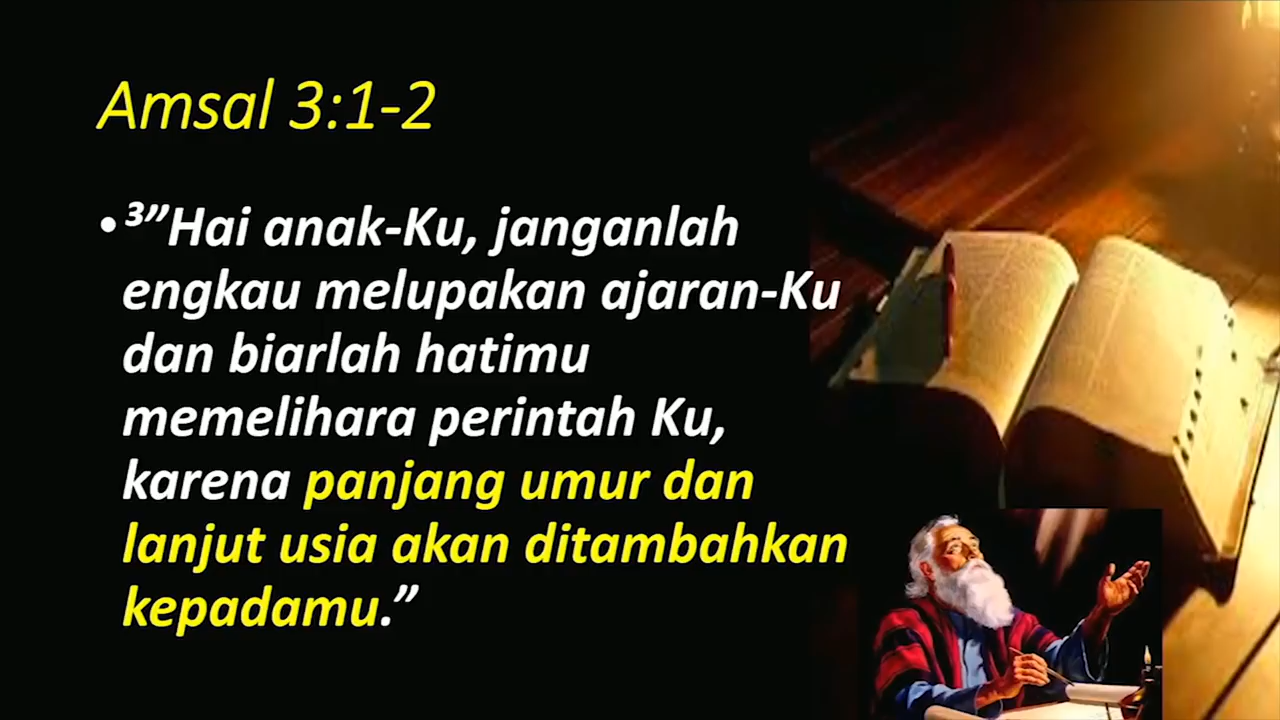 Amsal 3:1-2
• ³”Hai anak-Ku, janganlah
engkau melupakan ajaran-Ku
dan biarlah hatimu
memelihara perintah Ku,
karena panjang umur dan
lanjut usia akan ditambahkan
kepadamu.”